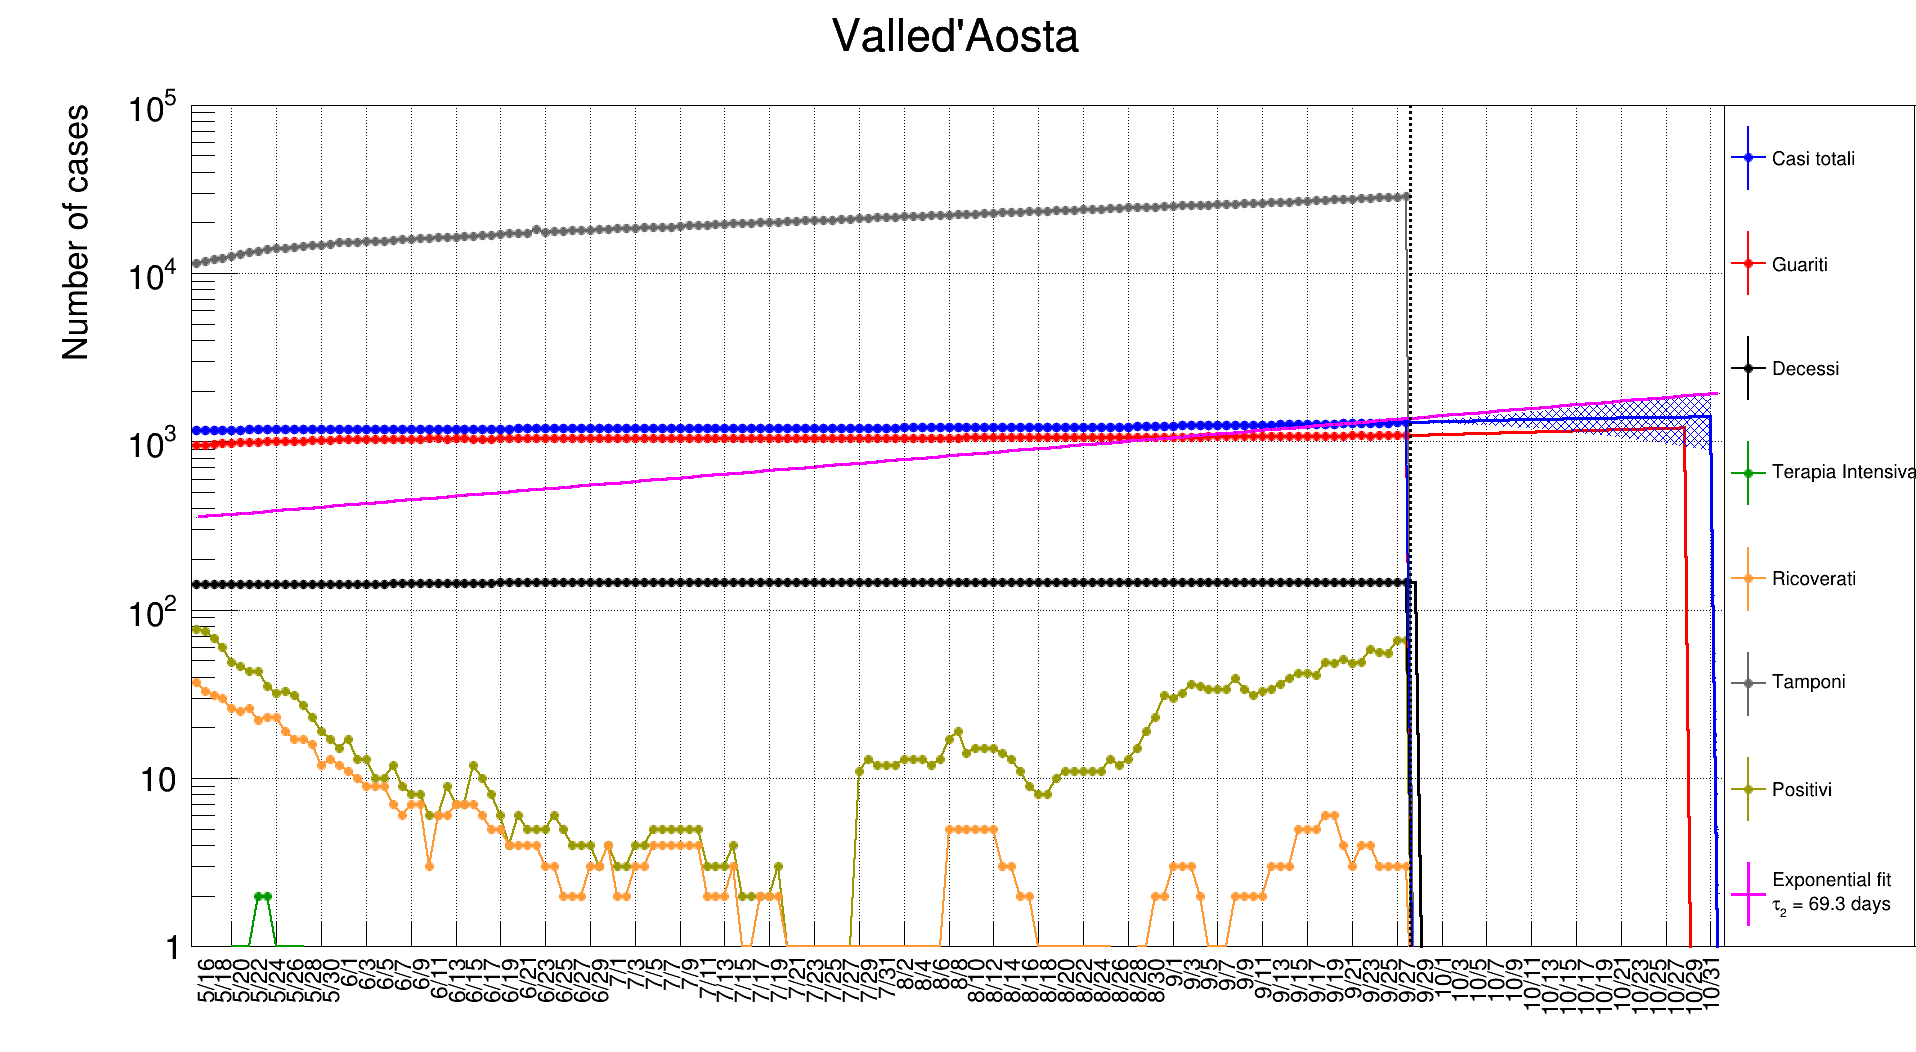 Valled'Aosta
Number of cases
10^5
10^4
10^3
10^2
10
1
5/16 5/18 5/20 5/22 5/24 5/26 5/28 5/30 6/1 6/3 6/5 6/7 6/9 6/11 6/13 6/15 6/17 6/19 6/21 6/23 6/25 6/27 6/29 7/1 7/3 7/5 7/7 7/9 7/11 7/13 7/15 7/17 7/19 7/21 7/23 7/25 7/27 7/29 7/31 8/2 8/4 8/6 8/8 8/10 8/12 8/14 8/16 8/18 8/20 8/22 8/24 8/26 8/28 8/30 9/1 9/3 9/5 9/7 9/9 9/11 9/13 9/15 9/17 9/19 9/21 9/23 9/25 9/27 9/29 10/1 10/3 10/5 10/7 10/9 10/11 10/13 10/15 10/17 10/19 10/21 10/23 10/25 10/27 10/29 10/31
Casi totali
Guariti
Decessi
Terapia Intensiva
Ricoverati
Tamponi
Positivi
Exponential fit
τ₂ = 69.3 days